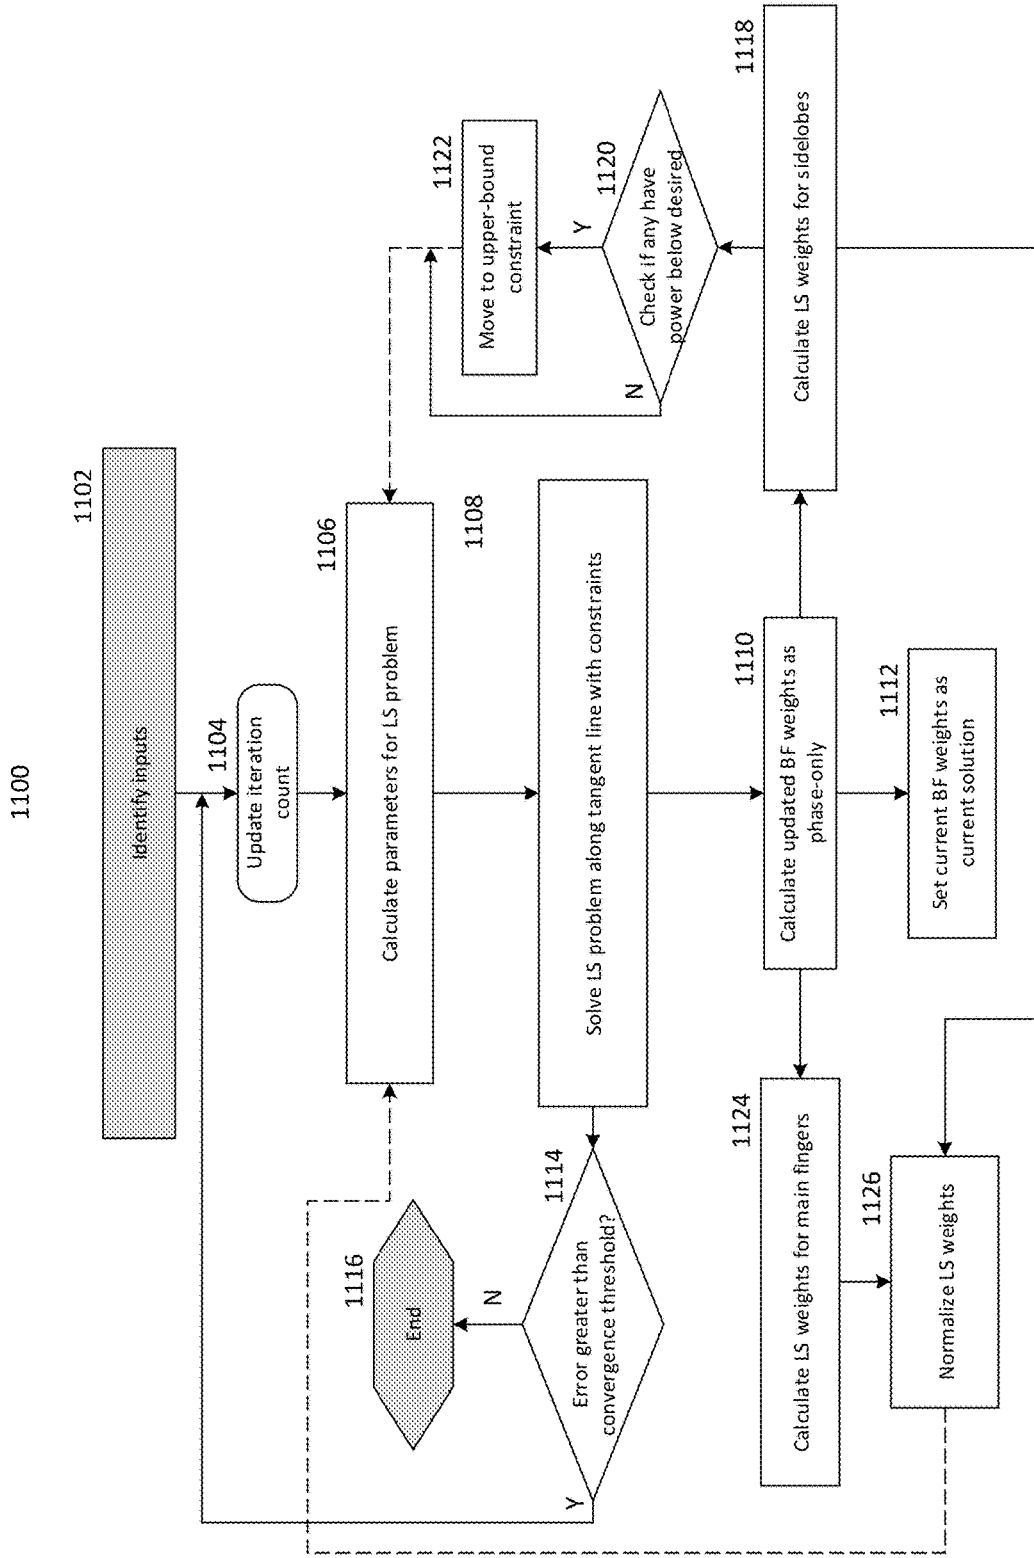 1100
1102
Identify inputs
1104
Update iteration
count
1106
Calculate parameters for LS problem
1108
Solve LS problem along tangent line with constraints
1110
Calculate updated BF weights as
phase-only
1112
Set current BF weights as
current solution
1114
Error greater than
convergence threshold?
Y
N
1116
End
1118
Calculate LS weights for sidelobes
1120
Check if any have
power below desired
Y
N
1122
Move to upper-bound
constraint
1124
Calculate LS weights for main fingers
1126
Normalize LS weights